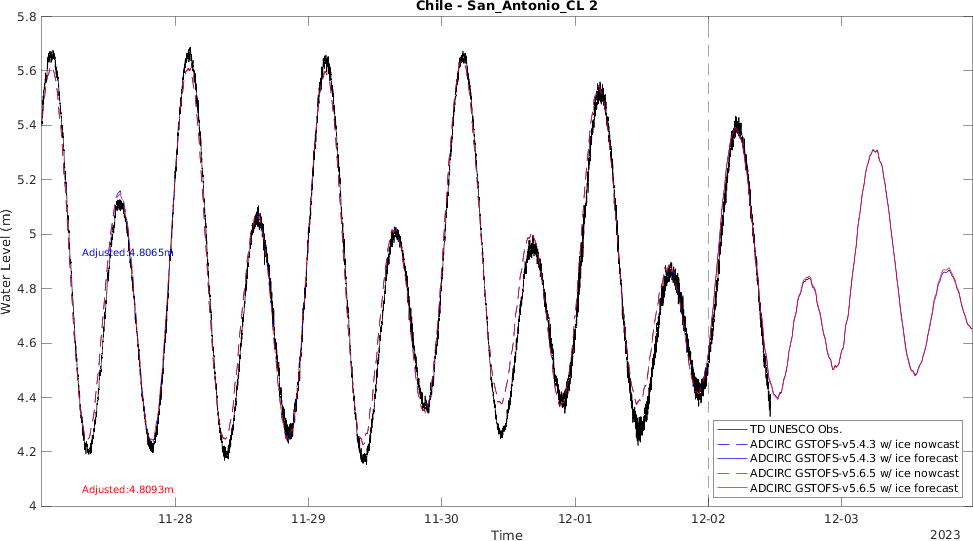 Chile - San_Antonio_CL 2
5.8
5.6
5.4
5.2
5
4.8
4.6
4.4
4.2
4
Water Level (m)
Adjusted:4.8065m
Adjusted:4.8093m
TD UNESCO Obs.
ADCIRC GSTOFS-v5.4.3 w/ ice nowcast
ADCIRC GSTOFS-v5.4.3 w/ ice forecast
ADCIRC GSTOFS-v5.6.5 w/ ice nowcast
ADCIRC GSTOFS-v5.6.5 w/ ice forecast
11-28
11-29
11-30
12-01
12-02
12-03
Time
2023